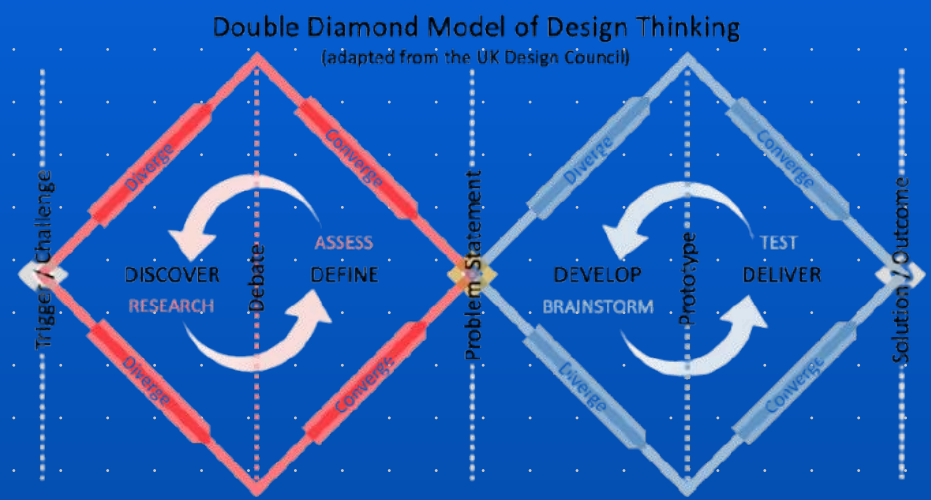 Double Diamond Model of Design Thinking
(adapted from the UK Design Council)
Trigger / Challenge
Diverge
Converge
ASSESS
DISCOVER
DEFINE
RESEARCH
Debate
Diverge
Converge
Problem Statement
Diverge
Converge
TEST
DEVELOP
DELIVER
BRAINSTORM
Prototype
Diverge
Converge
Solution / Outcome